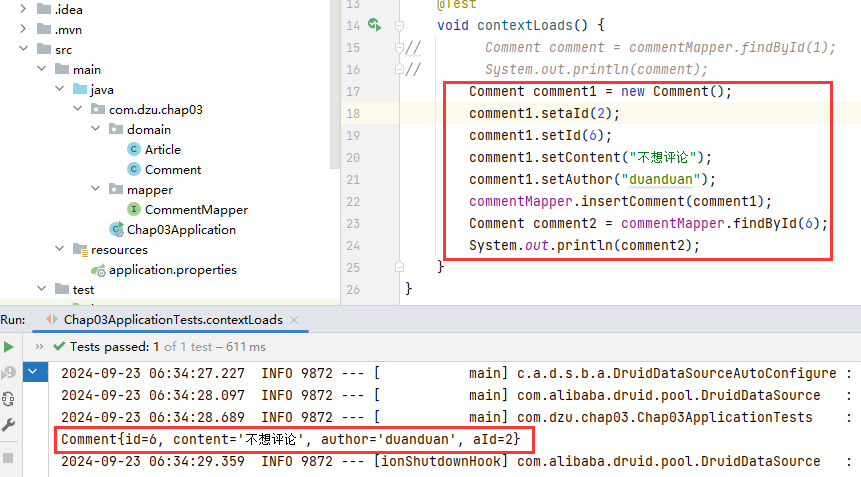 .idea
.mvn
src
main
java
com.dzu.chap03
domain
Article
Comment
mapper
CommentMapper
Chap03Application
resources
application.properties
test
13 @Test
14 void contextLoads() {
15 // Comment comment = commentMapper.findById(1);
16 // System.out.println(comment);
17 Comment comment1 = new Comment();
18 comment1.setaId(2);
19 comment1.setId(6);
20 comment1.setContent("不想评论");
21 comment1.setAuthor("duanduan");
22 commentMapper.insertComment(comment1);
23 Comment comment2 = commentMapper.findById(6);
24 System.out.println(comment2);
25 }
26 }
Run: Chap03ApplicationTests.contextLoads ×
» Tests passed: 1 of 1 test – 611 ms
2024-09-23 06:34:27.227 INFO 9872 --- [ main] c.a.d.s.b.a.DruidDataSourceAutoConfigure :
2024-09-23 06:34:28.097 INFO 9872 --- [ main] com.alibaba.druid.pool.DruidDataSource :
2024-09-23 06:34:28.689 INFO 9872 --- [ main] com.dzu.chap03.Chap03ApplicationTests :
Comment{id=6, content='不想评论', author='duanduan', aId=2}
2024-09-23 06:34:29.359 INFO 9872 --- [ionShutdownHook] com.alibaba.druid.pool.DruidDataSource :